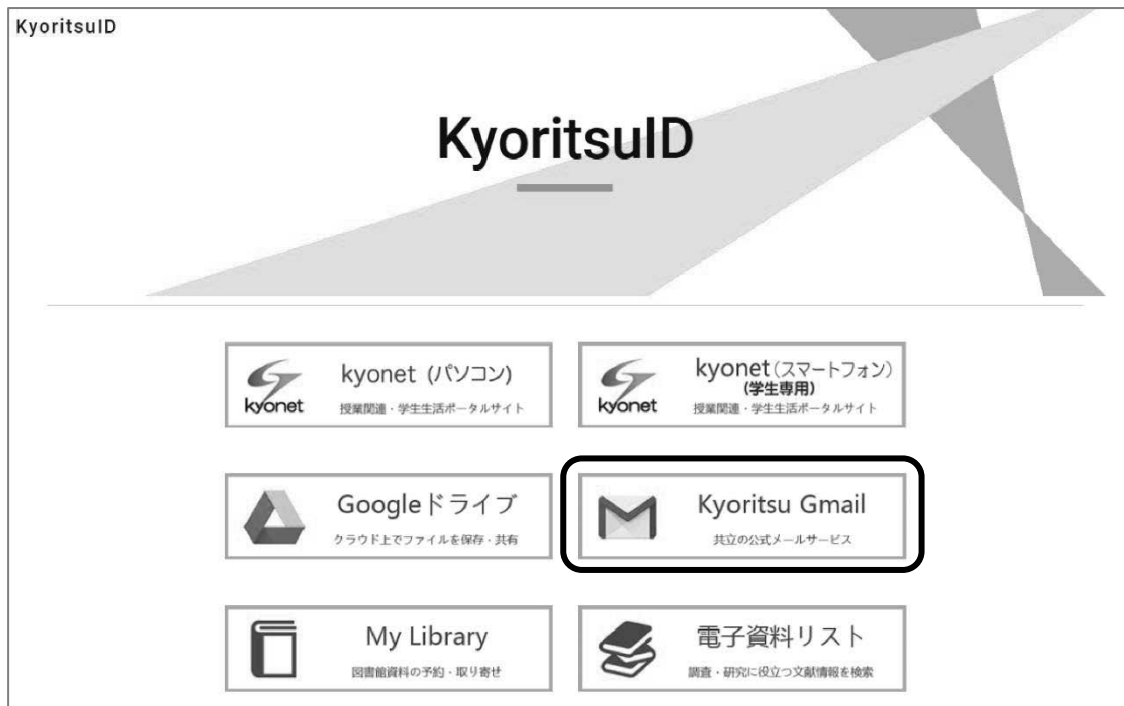 KyoritsuID
KyoritsuID
kyonet
kyonet (パソコン)
授業関連・学生生活ポータルサイト
kyonet
kyonet (スマートフォン)
(学生専用)
授業関連・学生生活ポータルサイト
Googleドライブ
クラウド上でファイルを保存・共有
Kyoritsu Gmail
共立の公式メールサービス
My Library
図書館資料の予約・取り寄せ
電子資料リスト
調査・研究に役立つ文献情報を検索